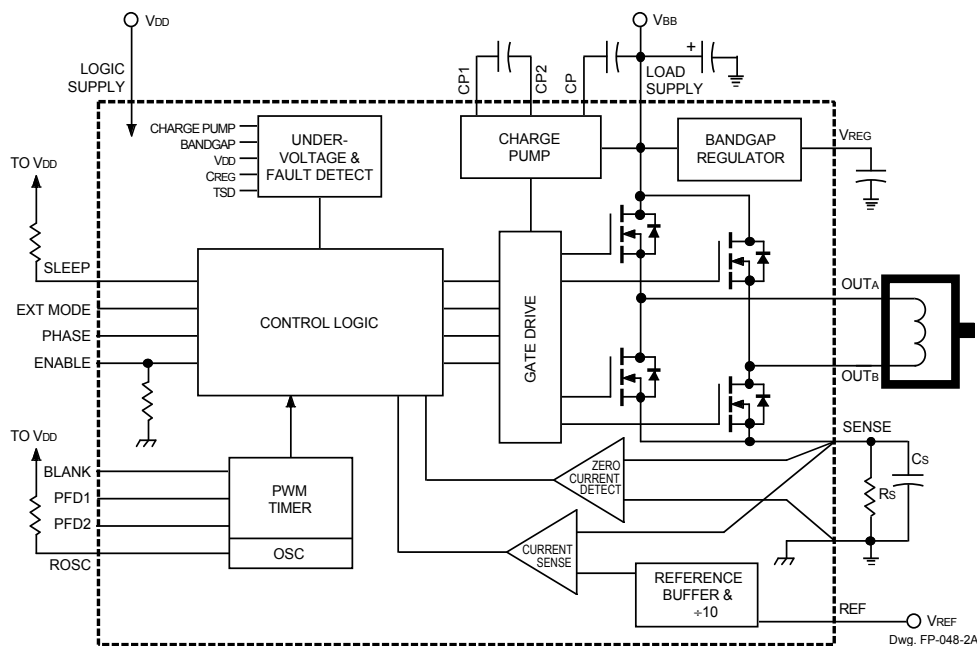 VDD
VBB
LOGIC
SUPPLY
CP1
CP2
CP
+
LOAD
SUPPLY
CHARGE PUMP
BANDGAP
VDD
CREG
TSD
UNDER-
VOLTAGE &
FAULT DETECT
CHARGE
PUMP
BANDGAP
REGULATOR
VREG
TO VDD
SLEEP
EXT MODE
PHASE
ENABLE
CONTROL LOGIC
GATE DRIVE
OUTA
OUTB
SENSE
TO VDD
BLANK
PFD1
PFD2
ROSC
PWM
TIMER
OSC
ZERO
CURRENT
DETECT
CURRENT
SENSE
CS
RS
REFERENCE
BUFFER &
÷10
REF
VREF
Dwg. FP-048-2A